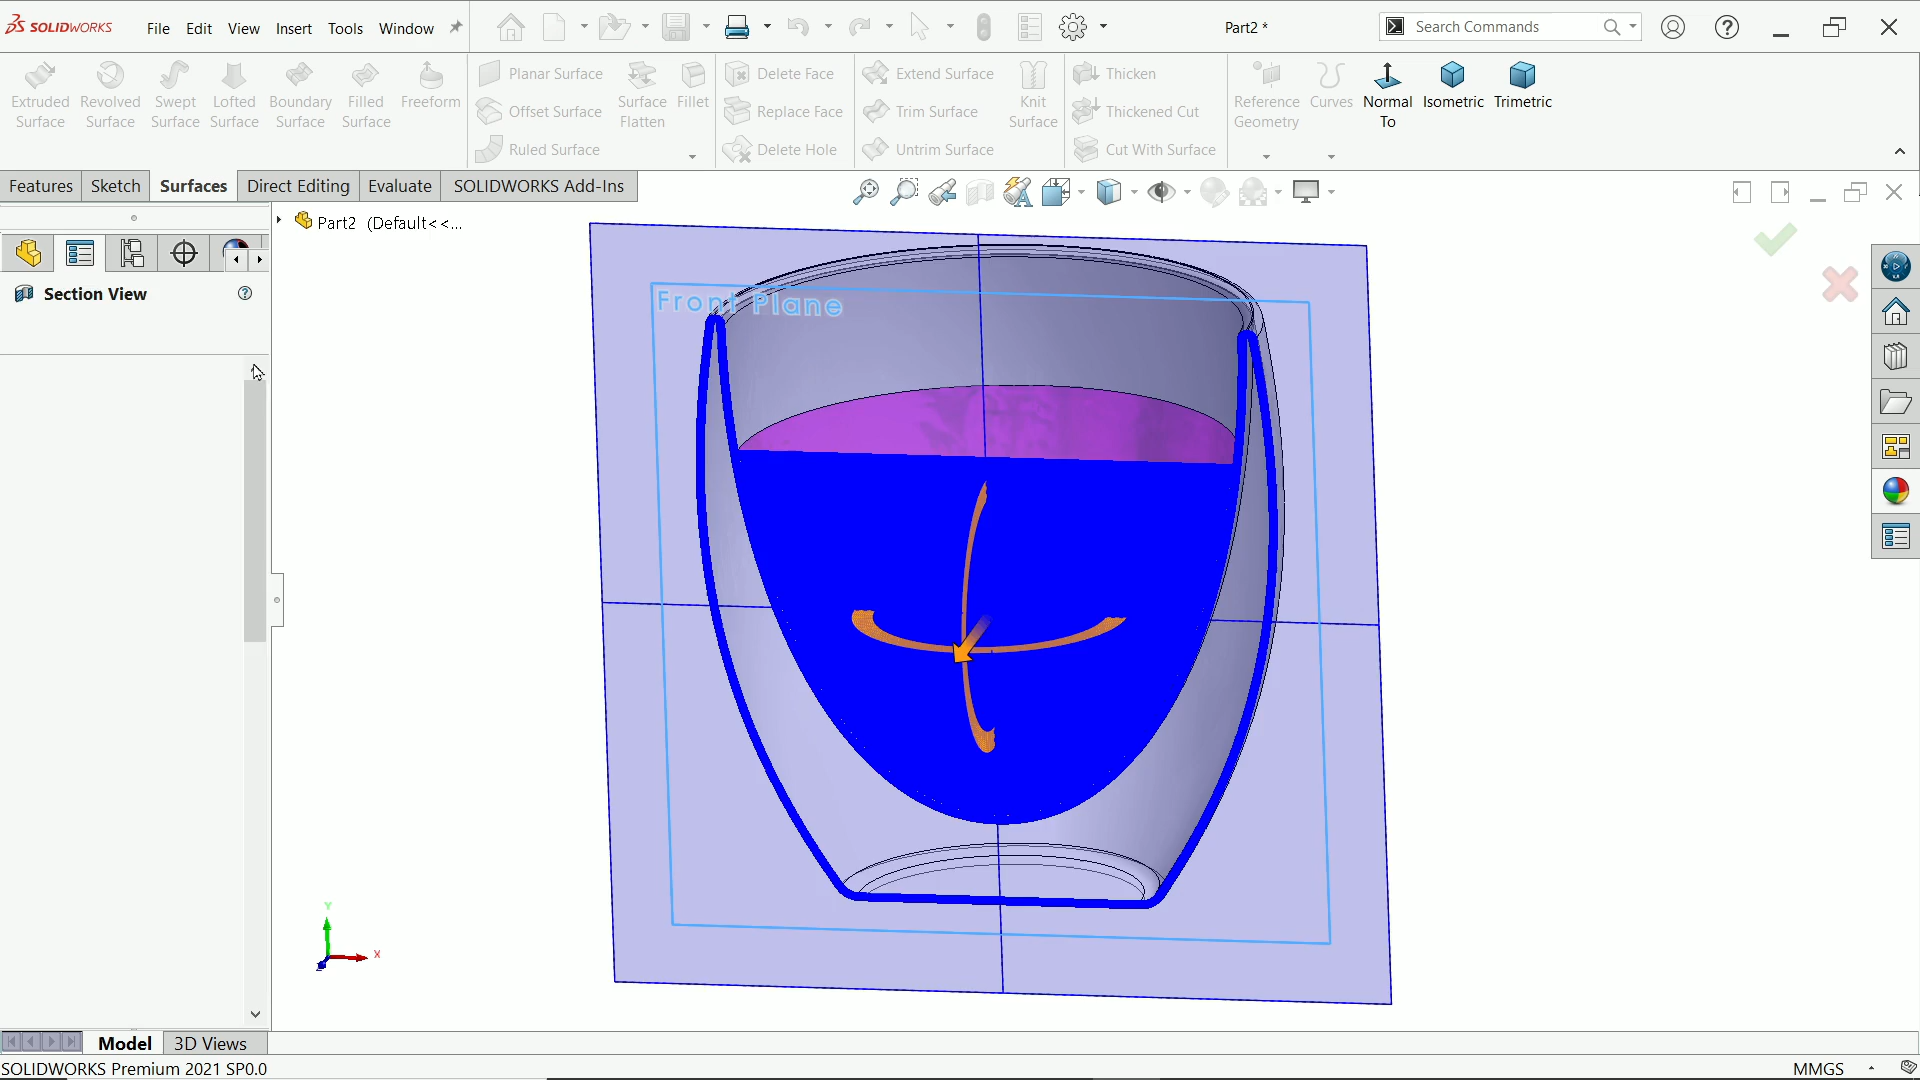 SOLIDWORKS File Edit View Insert Tools Window Part2 * Search Commands
Extruded Surface
Revolved Surface
Swept Surface
Lofted Surface
Boundary Surface
Filled Surface
Freeform
Planar Surface
Offset Surface
Ruled Surface
Surface Flatten
Fillet
Delete Face
Replace Face
Delete Hole
Extend Surface
Trim Surface
Untrim Surface
Knit Surface
Thicken
Thickened Cut
Cut With Surface
Reference Geometry
Curves
Normal To
Isometric
Trimetric
Features Sketch Surfaces Direct Editing Evaluate SOLIDWORKS Add-Ins
Part2 (Default<<...
Section View
Front Plane
Y
X
Model 3D Views
SOLIDWORKS Premium 2021 SP0.0
MMGS